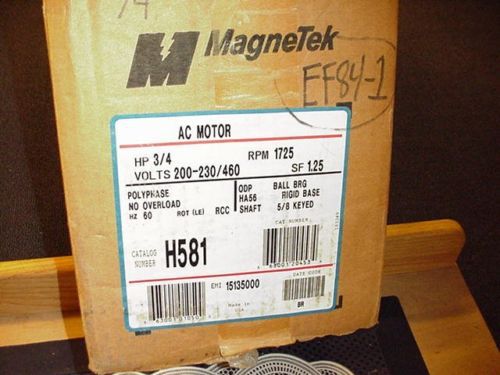 MagneTek
EF84-1
AC MOTOR
HP 3/4 RPM 1725
VOLTS 200-230/460 SF 1.25
POLYPHASE ODP BALL BRG
NO OVERLOAD HA56 RIGID BASE
HZ 60 ROT (LE) RCC SHAFT 5/8 KEYED
CAT. NUMBER
CATALOG NUMBER H581
EMI 15135000
DATE CODE
Made in
BR